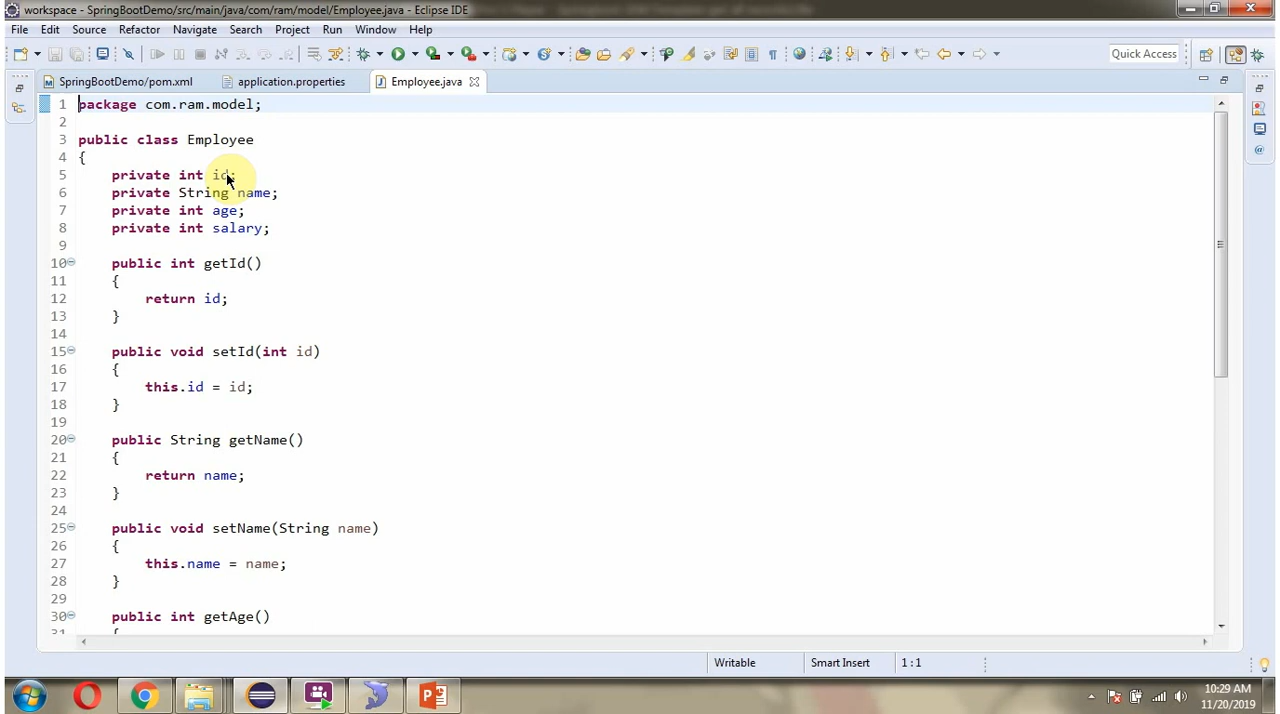 workspace - SpringBootDemo/src/main/java/com/ram/model/Employee.java - Eclipse IDE
File Edit Source Refactor Navigate Search Project Run Window Help
Quick Access
SpringBootDemo/pom.xml application.properties Employee.java
1 package com.ram.model;
2
3 public class Employee
4 {
5 private int id;
6 private String name;
7 private int age;
8 private int salary;
9
10 public int getId()
11 {
12 return id;
13 }
14
15 public void setId(int id)
16 {
17 this.id = id;
18 }
19
20 public String getName()
21 {
22 return name;
23 }
24
25 public void setName(String name)
26 {
27 this.name = name;
28 }
29
30 public int getAge()
31 {
Writable Smart Insert 1 : 1
10:29 AM
11/20/2019